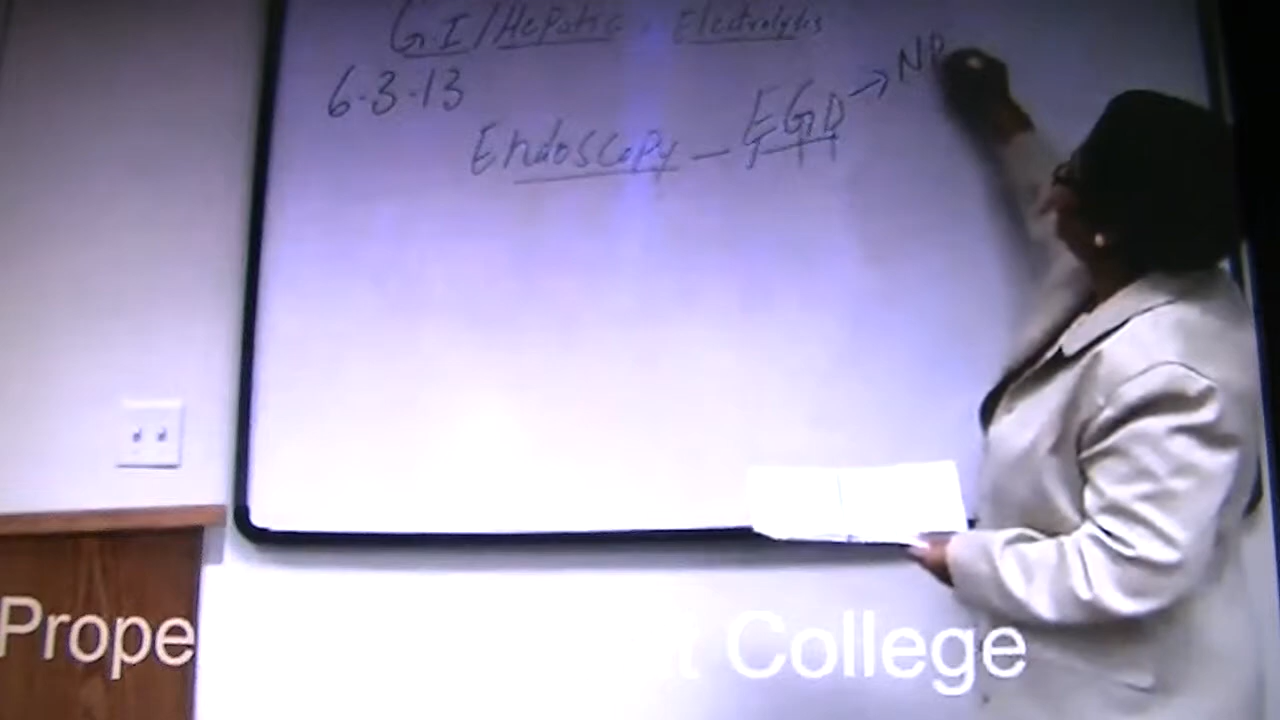 G.I/Hepatic & Electrolytes
6.3.13
Endoscopy — EGD → NP
Prope t College